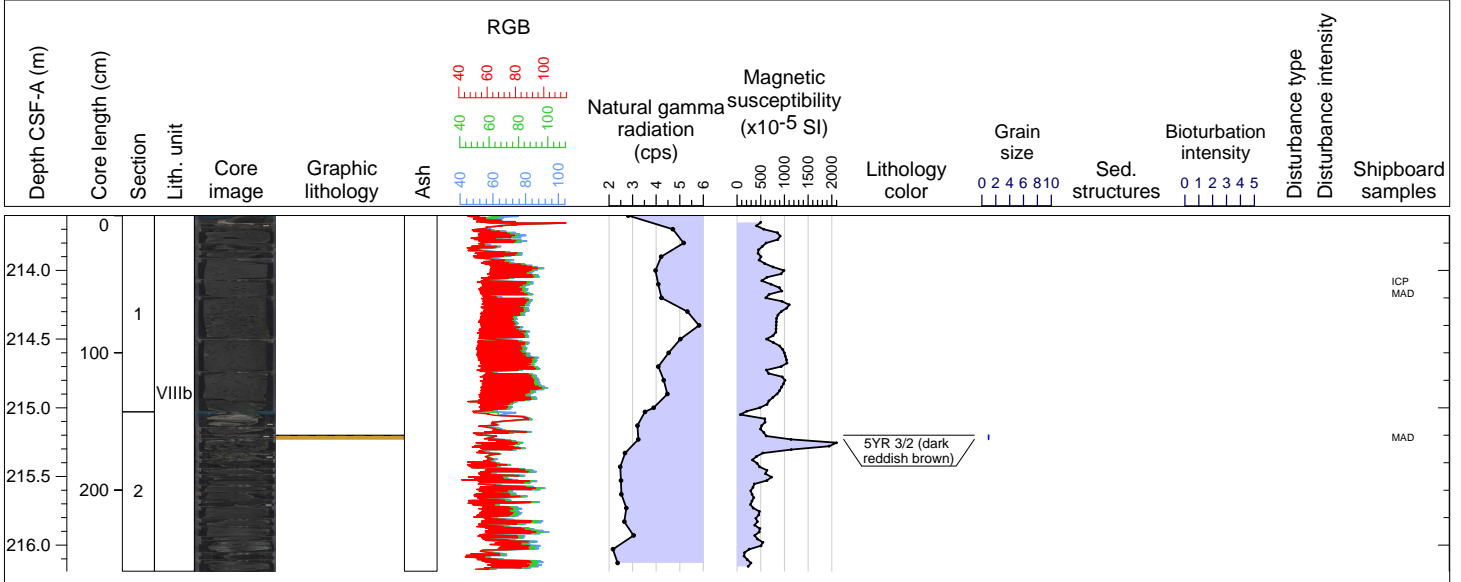 Depth CSF-A (m)
Core length (cm)
Section
Lith. unit
Core
image
Graphic
lithology
Ash
RGB
40 60 80 100
40 60 80 100
40 60 80 100
Natural gamma
radiation
(cps)
2 3 4 5 6
Magnetic
susceptibility
(x10-5 SI)
0 500 1000 2000
Lithology
color
Grain
size
0 2 4 6 8 10
Sed.
structures
Bioturbation
intensity
0 1 2 3 4 5
Disturbance type
Disturbance intensity
Shipboard
samples
0
214.0
ICP
MAD
1
214.5
100
VIIIb
215.0
5YR 3/2 (dark
reddish brown)
MAD
215.5
200
2
216.0